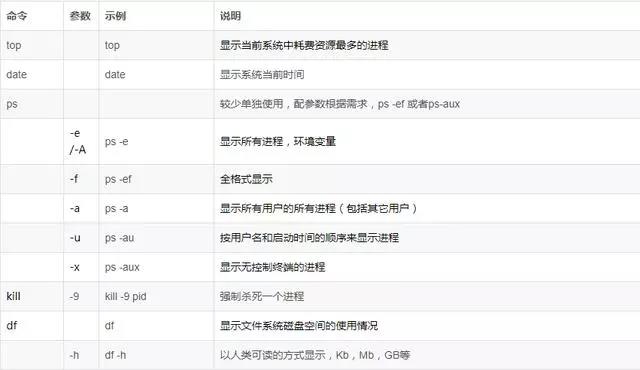 命令 参数 示例 说明
top top 显示当前系统中耗费资源最多的进程
date date 显示系统当前时间
ps 较少单独使用，配参数根据需求，ps -ef 或者ps-aux
-e
/-A ps -e 显示所有进程，环境变量
-f ps -ef 全格式显示
-a ps -a 显示所有用户的所有进程（包括其它用户）
-u ps -au 按用户名和启动时间的顺序来显示进程
-x ps -aux 显示无控制终端的进程
kill -9 kill -9 pid 强制杀死一个进程
df df 显示文件系统磁盘空间的使用情况
-h df -h 以人类可读的方式显示，Kb，Mb，GB等